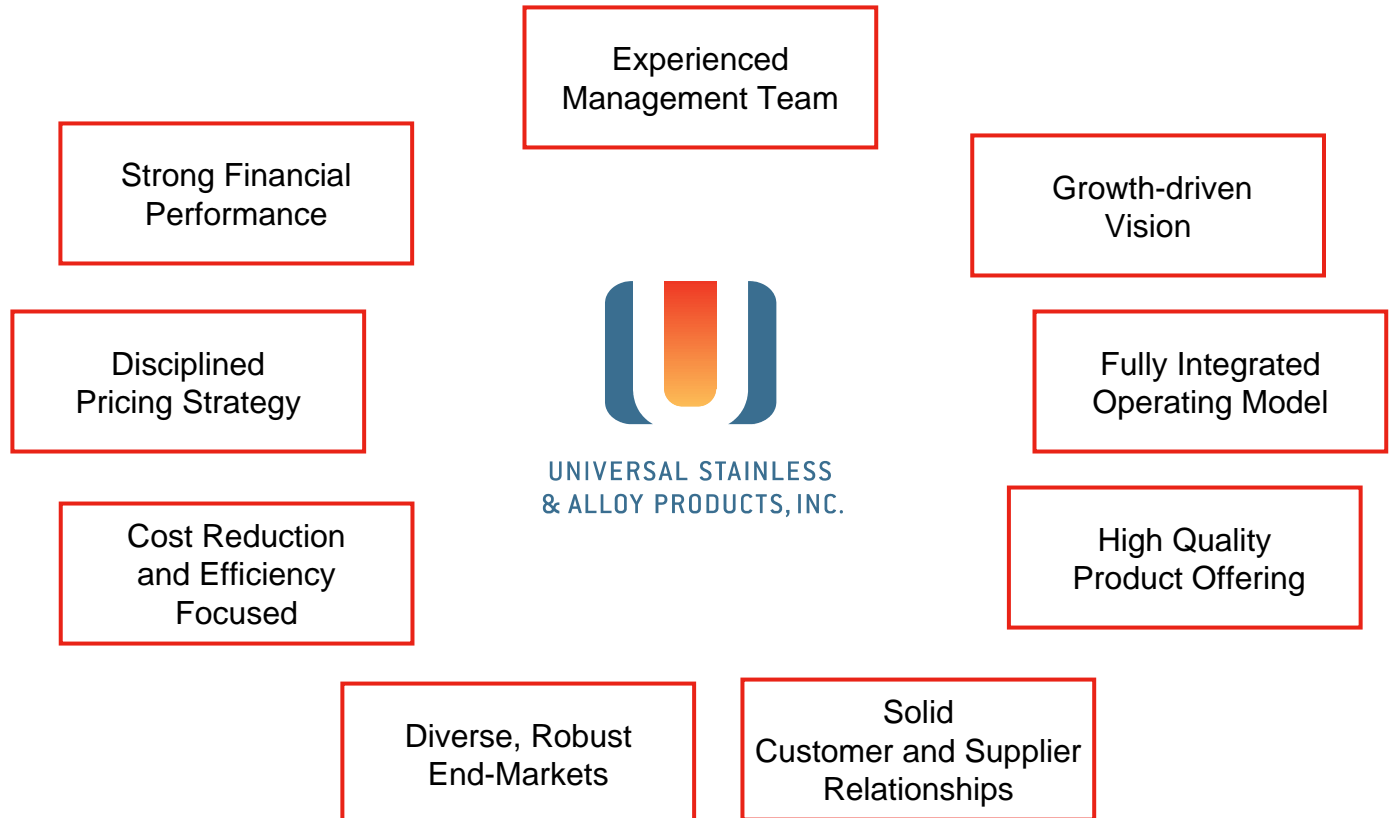 Experienced
Management Team
Strong Financial
Performance
Growth-driven
Vision
Disciplined
Pricing Strategy
Fully Integrated
Operating Model
UNIVERSAL STAINLESS
& ALLOY PRODUCTS, INC.
Cost Reduction
and Efficiency
Focused
High Quality
Product Offering
Diverse, Robust
End-Markets
Solid
Customer and Supplier
Relationships